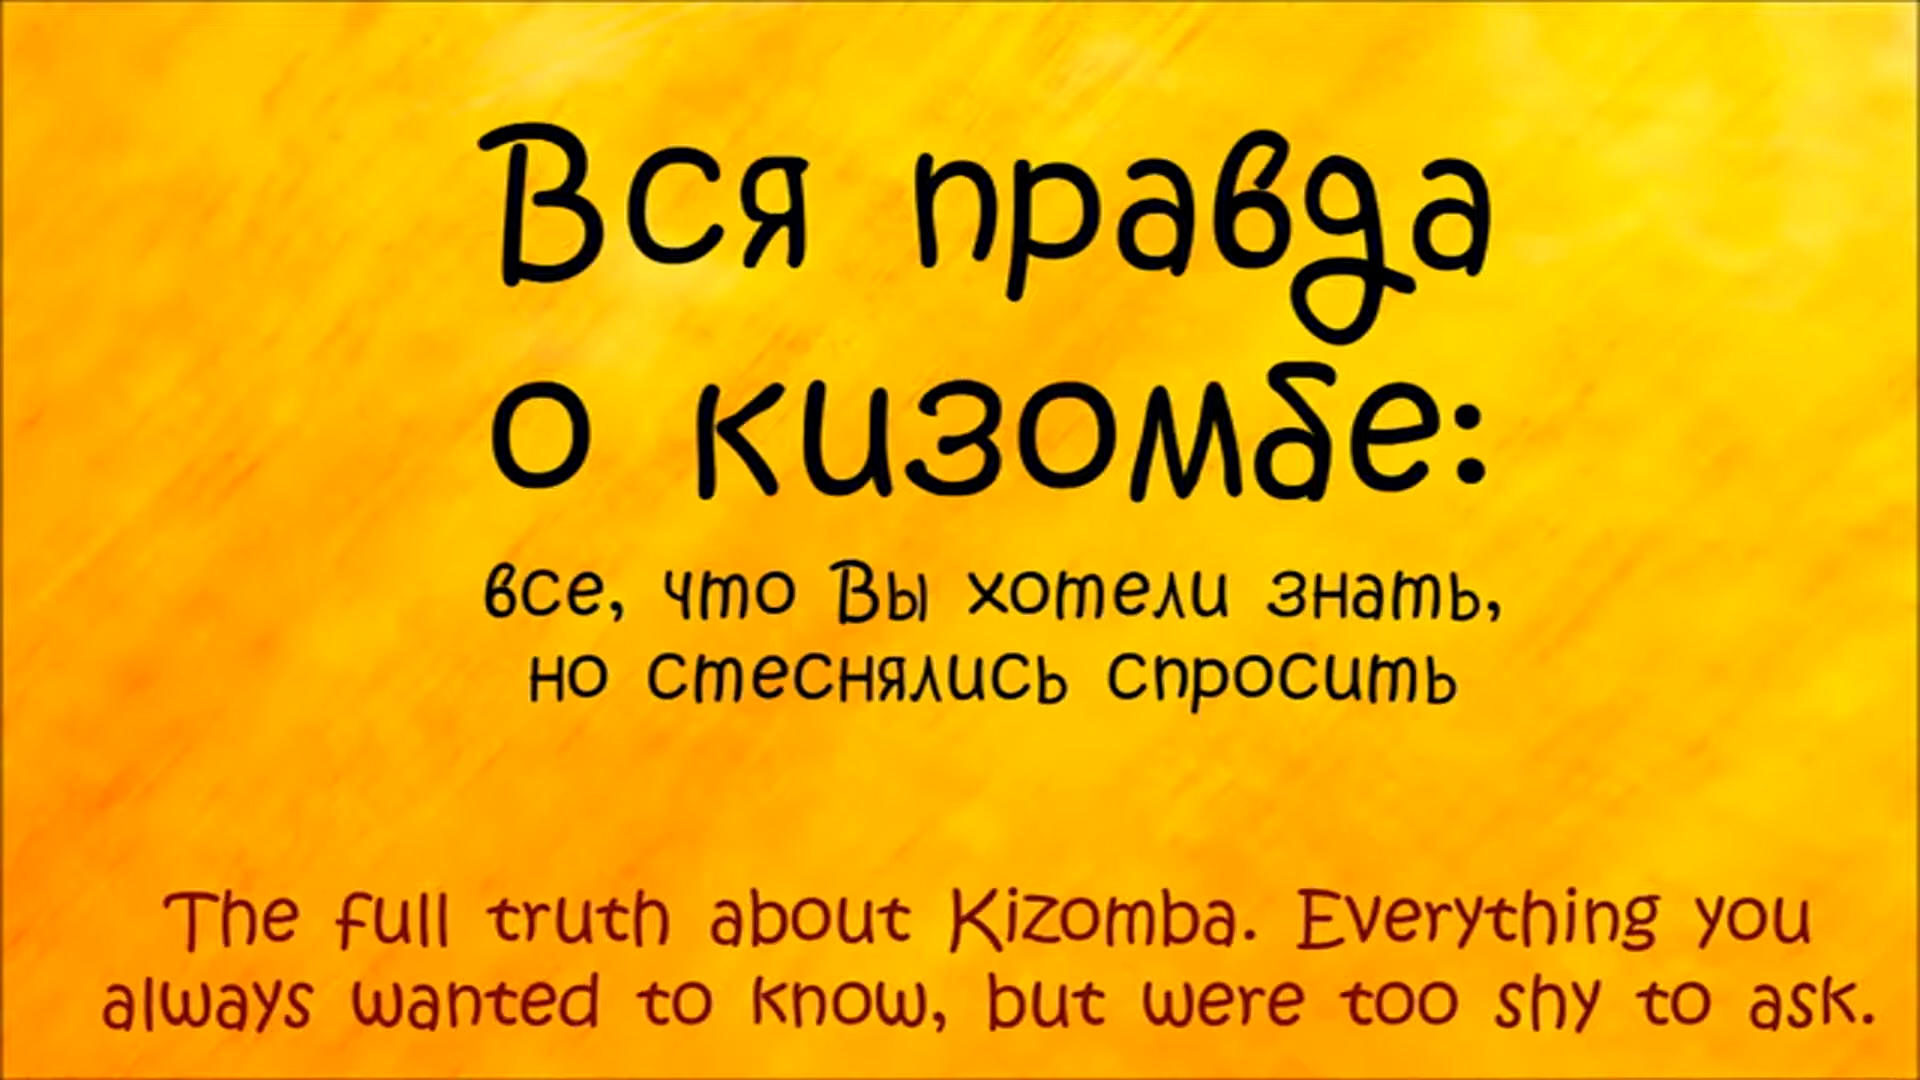 Вся правда
о кизомбе:
все, что Вы хотели знать,
но стеснялись спросить
The full truth about Kizomba. Everything you
always wanted to know, but were too shy to ask.